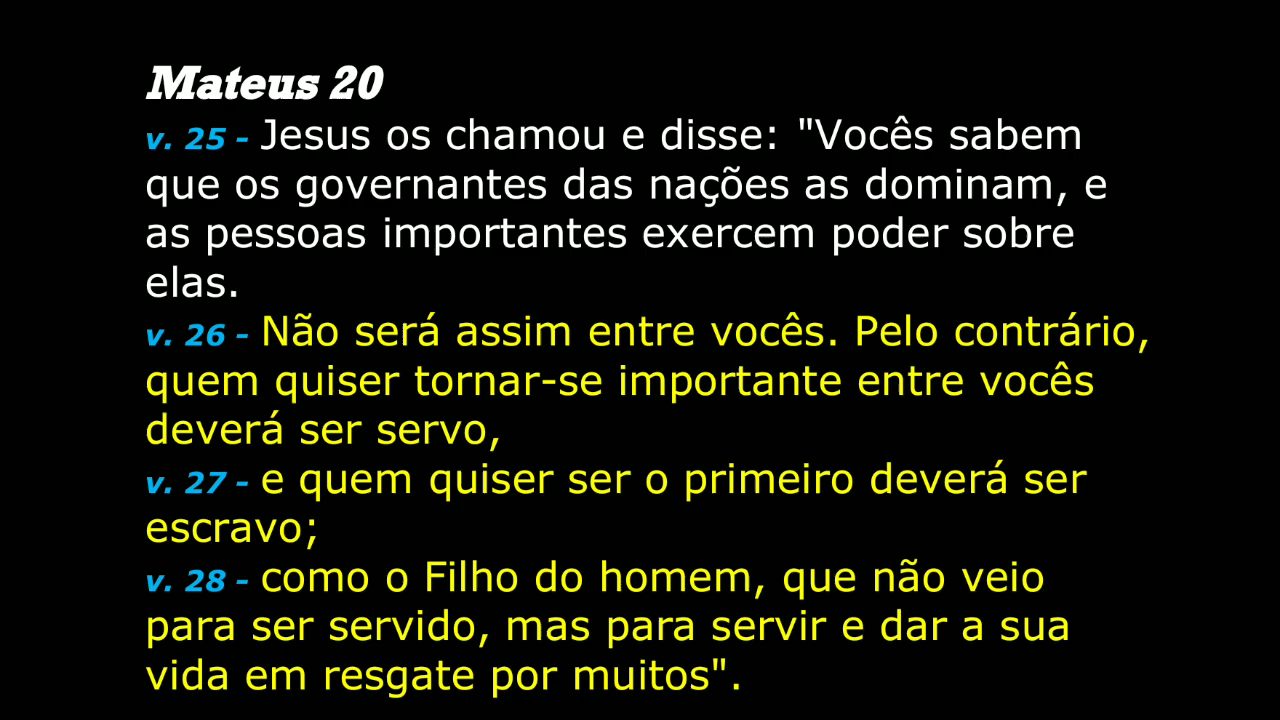 Mateus 20
v. 25 - Jesus os chamou e disse: "Vocês sabem
que os governantes das nações as dominam, e
as pessoas importantes exercem poder sobre
elas.
v. 26 - Não será assim entre vocês. Pelo contrário,
quem quiser tornar-se importante entre vocês
deverá ser servo,
v. 27 - e quem quiser ser o primeiro deverá ser
escravo;
v. 28 - como o Filho do homem, que não veio
para ser servido, mas para servir e dar a sua
vida em resgate por muitos".